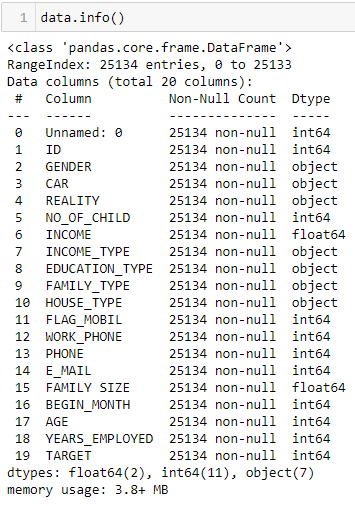 1 data.info()
<class 'pandas.core.frame.DataFrame'>
RangeIndex: 25134 entries, 0 to 25133
Data columns (total 20 columns):
 #   Column          Non-Null Count  Dtype
---  ------          --------------  -----
 0   Unnamed: 0      25134 non-null  int64
 1   ID              25134 non-null  int64
 2   GENDER          25134 non-null  object
 3   CAR             25134 non-null  object
 4   REALITY         25134 non-null  object
 5   NO_OF_CHILD     25134 non-null  int64
 6   INCOME          25134 non-null  float64
 7   INCOME_TYPE     25134 non-null  object
 8   EDUCATION_TYPE  25134 non-null  object
 9   FAMILY_TYPE     25134 non-null  object
 10  HOUSE_TYPE      25134 non-null  object
 11  FLAG_MOBIL      25134 non-null  int64
 12  WORK_PHONE      25134 non-null  int64
 13  PHONE           25134 non-null  int64
 14  E_MAIL          25134 non-null  int64
 15  FAMILY SIZE     25134 non-null  float64
 16  BEGIN_MONTH     25134 non-null  int64
 17  AGE             25134 non-null  int64
 18  YEARS_EMPLOYED  25134 non-null  int64
 19  TARGET          25134 non-null  int64
dtypes: float64(2), int64(11), object(7)
memory usage: 3.8+ MB